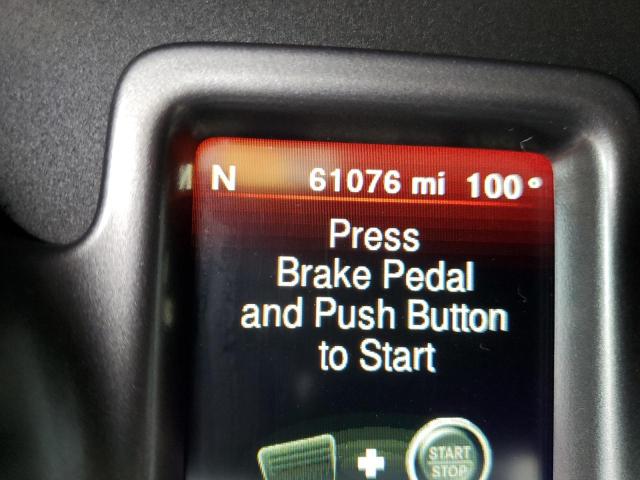 N 61076 mi 100°
Press
Brake Pedal
and Push Button
to Start
START
STOP